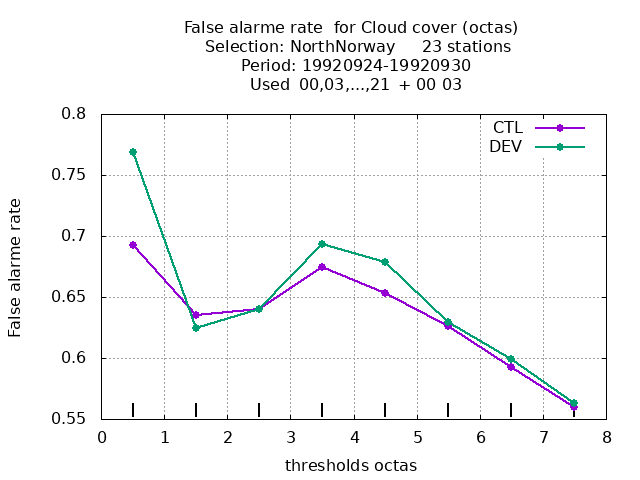 False alarme rate  for Cloud cover (octas)
Selection: NorthNorway     23 stations
Period: 19920924-19920930
Used  00,03,...,21  + 00 03
CTL
DEV
False alarme rate
0.8
0.75
0.7
0.65
0.6
0.55
0 1 2 3 4 5 6 7 8
thresholds octas